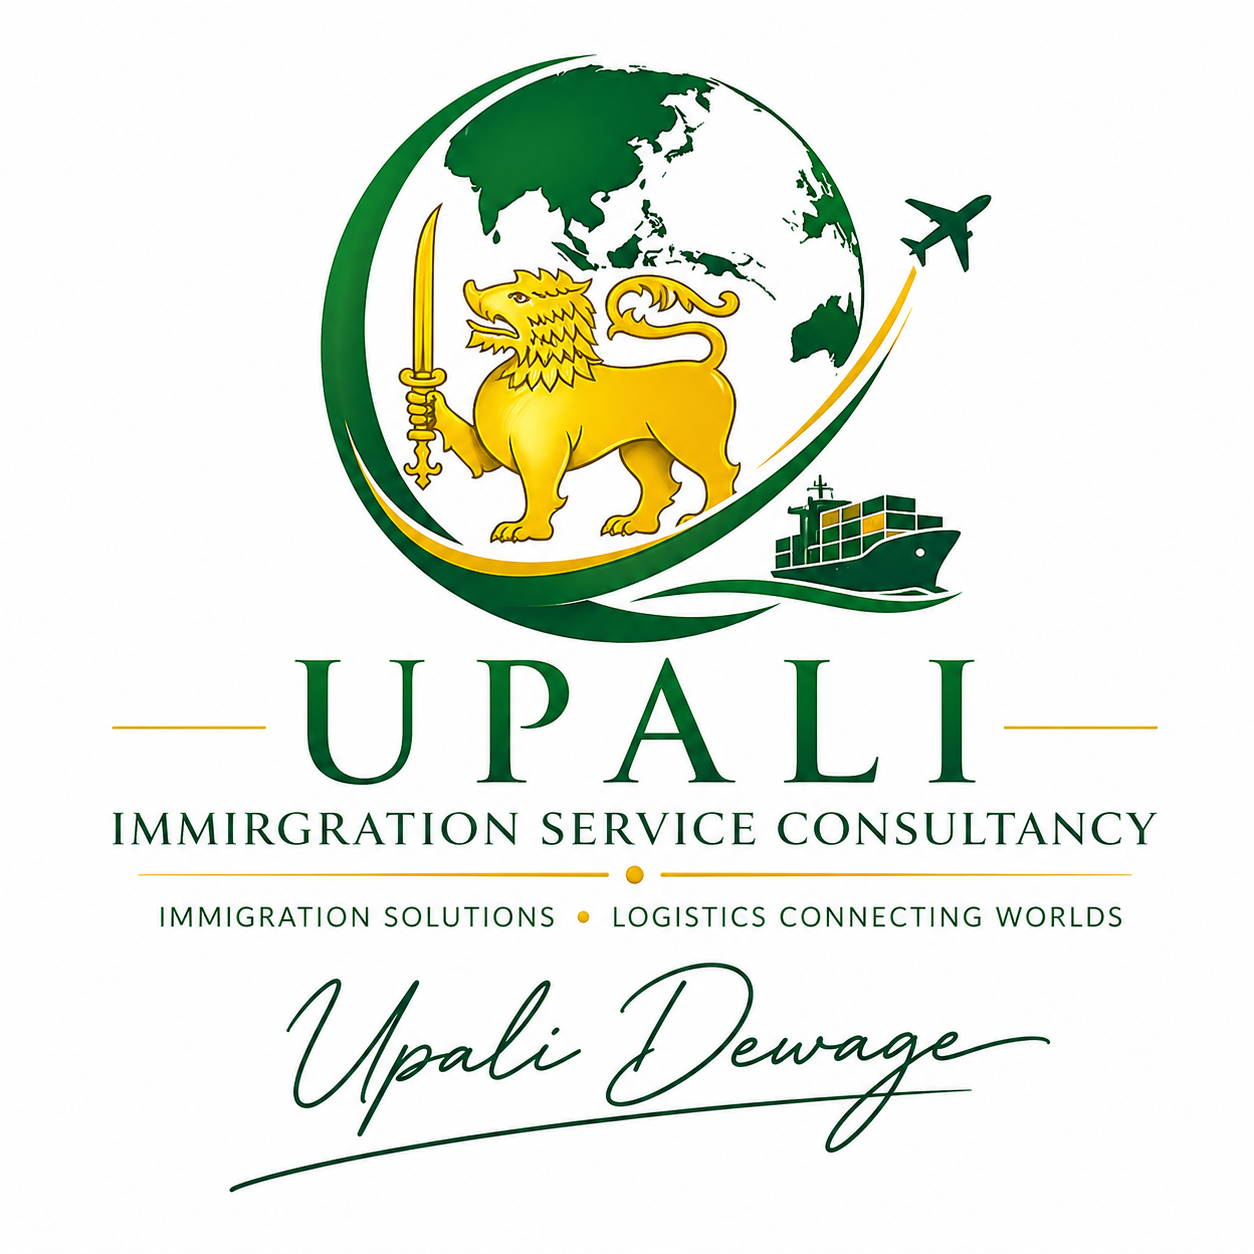 UPALI
IMMIRGRATION SERVICE CONSULTANCY
IMMIGRATION SOLUTIONS • LOGISTICS CONNECTING WORLDS
Upali Dewage